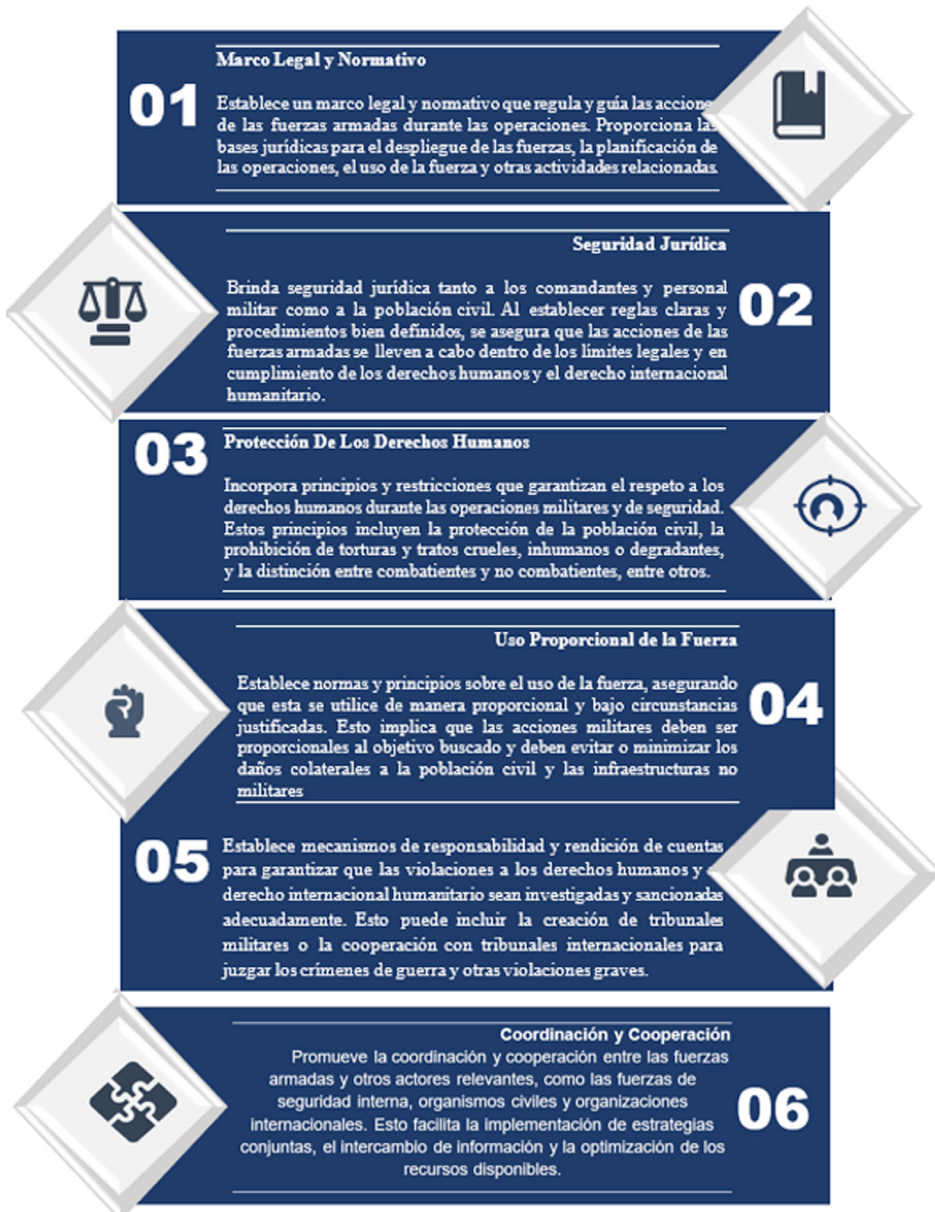 Marco Legal y Normativo
01
Establece un marco legal y normativo que regula y guía las accione
de las fuerzas armadas durante las operaciones. Proporciona las
bases jurídicas para el despliegue de las fuerzas, la planificación de
las operaciones, el uso de la fuerza y otras actividades relacionadas.
Seguridad Jurídica
02
Brinda seguridad jurídica tanto a los comandantes y personal
militar como a la población civil. Al establecer reglas claras y
procedimientos bien definidos, se asegura que las acciones de las
fuerzas armadas se lleven a cabo dentro de los límites legales y en
cumplimiento de los derechos humanos y el derecho internacional
humanitario.
03
Protección De Los Derechos Humanos
Incorpora principios y restricciones que garantizan el respeto a los
derechos humanos durante las operaciones militares y de seguridad.
Estos principios incluyen la protección de la población civil, la
prohibición de torturas y tratos crueles, inhumanos o degradantes,
y la distinción entre combatientes y no combatientes, entre otros.
Uso Proporcional de la Fuerza
04
Establece normas y principios sobre el uso de la fuerza, asegurando
que esta se utilice de manera proporcional y bajo circunstancias
justificadas. Esto implica que las acciones militares deben ser
proporcionales al objetivo buscado y deben evitar o minimizar los
daños colaterales a la población civil y las infraestructuras no
militares
05
Establece mecanismos de responsabilidad y rendición de cuentas
para garantizar que las violaciones a los derechos humanos y
derecho internacional humanitario sean investigadas y sancionadas
adecuadamente. Esto puede incluir la creación de tribunales
militares o la cooperación con tribunales internacionales para
juzgar los crímenes de guerra y otras violaciones graves.
Coordinación y Cooperación
Promueve la coordinación y cooperación entre las fuerzas
armadas y otros actores relevantes, como las fuerzas de
seguridad interna, organismos civiles y organizaciones
internacionales. Esto facilita la implementación de estrategias
conjuntas, el intercambio de información y la optimización de los
recursos disponibles.
06